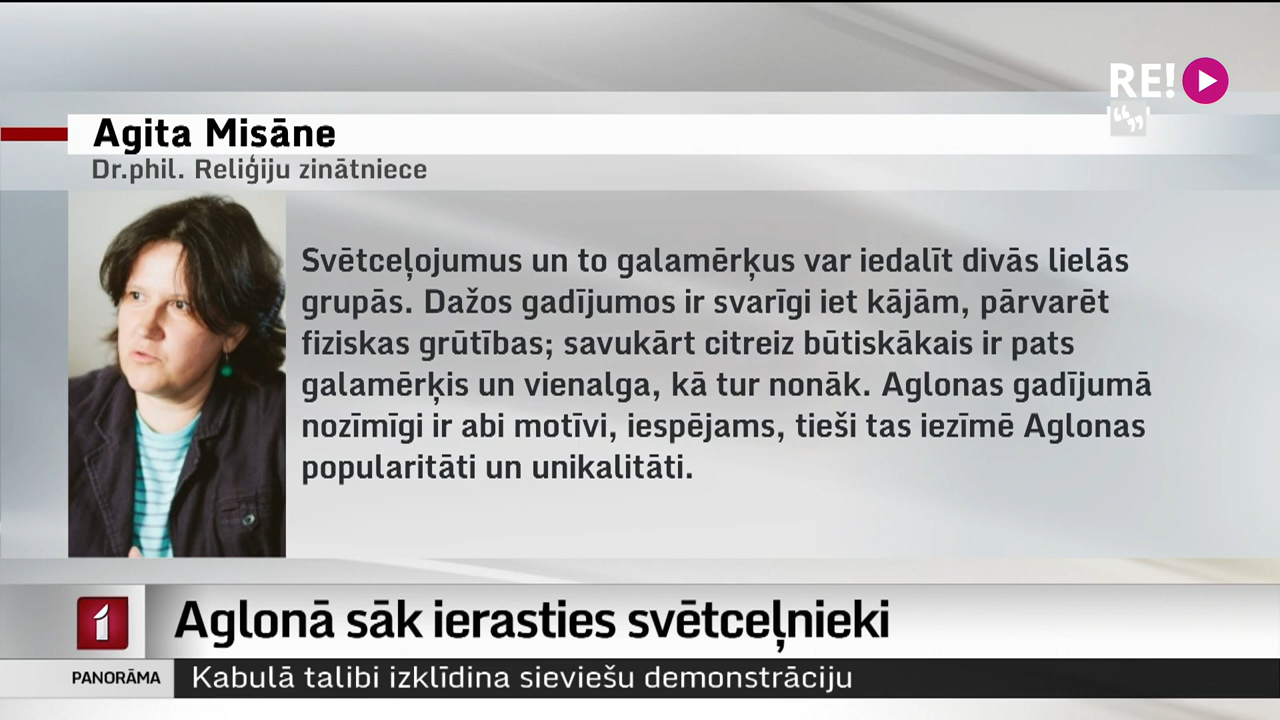 RE!
Agita Misāne
Dr.phil. Reliģiju zinātniece
Svētceļojumus un to galamērķus var iedalīt divās lielās
grupās. Dažos gadījumos ir svarīgi iet kājām, pārvarēt
fiziskas grūtības; savukārt citreiz būtiskākais ir pats
galamērķis un vienalga, kā tur nonāk. Aglonas gadījumā
nozīmīgi ir abi motīvi, iespējams, tieši tas iezīmē Aglonas
popularitāti un unikalitāti.
1
Aglonā sāk ierasties svētceļnieki
PANORĀMA
Kabulā talibi izklīdina sieviešu demonstrāciju